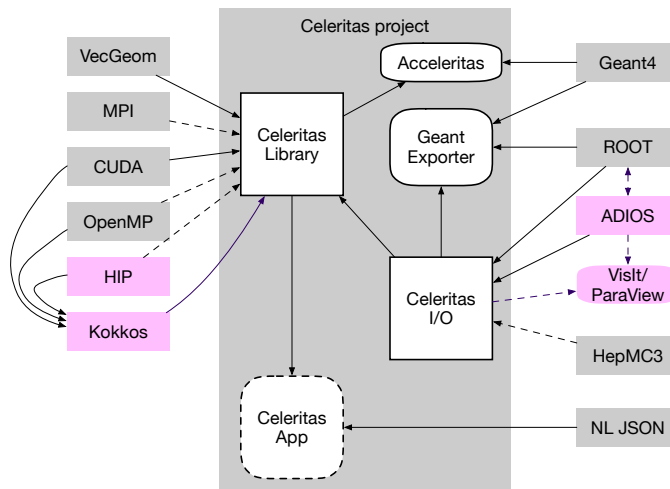 Celeritas project
VecGeom
MPI
CUDA
OpenMP
HIP
Kokkos
Celeritas
Library
Acceleritas
Geant
Exporter
Celeritas
I/O
Celeritas
App
Geant4
ROOT
ADIOS
VisIt/
ParaView
HepMC3
NL JSON